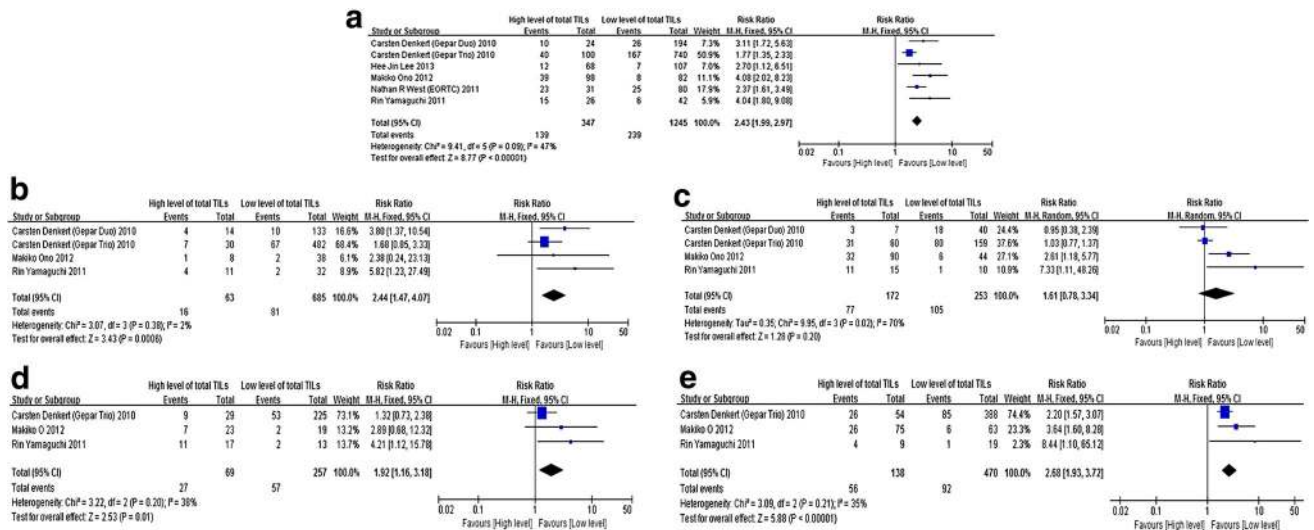 a
High level of total TILs Low level of total TILs Risk Ratio Risk Ratio
Study or Subgroup Events Total Events Total Weight M-H, Fixed, 95% CI M-H, Fixed, 95% CI
Carsten Denkert (Gepar Duo) 2010 10 24 26 194 7.3% 3.11 [1.72, 5.63]
Carsten Denkert (Gepar Trio) 2010 40 100 167 740 50.9% 1.77 [1.35, 2.33]
Hee Jin Lee 2013 12 68 7 107 2.70 [1.12, 6.51]
Makiko Ono 2012 39 98 8 82 11.1% 4.08 [2.02, 8.23]
Nathan R West (EORTC) 2011 23 31 25 80 17.9% 2.37 [1.61, 3.49]
Rin Yamaguchi 2011 15 26 6 42 5.9% 4.04 [1.80, 9.08]
Total (95% CI) 347 1245 100.0% 2.43 [1.99, 2.97]
Total events 139 239
Heterogeneity: Chi² = 9.41, df = 5 (P = 0.09); I² = 47%
Test for overall effect: Z = 8.77 (P < 0.00001)
0.02 0.1 1 10 50
Favours [High level] Favours [Low level]
b
High level of total TILs Low level of total TILs Risk Ratio Risk Ratio
Study or Subgroup Events Total Events Total Weight M-H, Fixed, 95% CI M-H, Fixed, 95% CI
Carsten Denkert (Gepar Duo) 2010 4 14 10 133 16.6% 3.80 [1.37, 10.54]
Carsten Denkert (Gepar Trio) 2010 7 30 67 482 68.4% 1.68 [0.85, 3.33]
Makiko Ono 2012 1 8 2 38 6.1% 2.38 [0.24, 23.13]
Rin Yamaguchi 2011 4 11 2 32 8.9% 5.82 [1.23, 27.49]
Total (95% CI) 63 685 100.0% 2.44 [1.47, 4.07]
Total events 16 81
Heterogeneity: Chi² = 3.07, df = 3 (P = 0.38); I² = 2%
Test for overall effect: Z = 3.43 (P = 0.0006)
0.02 0.1 1 10 50
Favours [High level] Favours [Low level]
c
High level of total TILs Low level of total TILs Risk Ratio Risk Ratio
Study or Subgroup Events Total Events Total Weight M-H, Random, 95% CI M-H, Random, 95% CI
Carsten Denkert (Gepar Duo) 2010 3 7 18 40 24.4% 0.95 [0.38, 2.39]
Carsten Denkert (Gepar Trio) 2010 31 60 80 159 37.6% 1.03 [0.77, 1.37]
Makiko Ono 2012 32 90 6 44 27.1% 2.61 [1.18, 5.77]
Rin Yamaguchi 2011 11 15 1 10 10.9% 7.33 [1.11, 48.26]
Total (95% CI) 172 253 100.0% 1.61 [0.78, 3.34]
Total events 77 105
Heterogeneity: Tau² = 0.35; Chi² = 9.95, df = 3 (P = 0.02); I² = 70%
Test for overall effect: Z = 1.28 (P = 0.20)
0.02 0.1 1 10 50
Favours [High level] Favours [Low level]
d
High level of total TILs Low level of total TILs Risk Ratio Risk Ratio
Study or Subgroup Events Total Events Total Weight M-H, Fixed, 95% CI M-H, Fixed, 95% CI
Carsten Denkert (Gepar Trio) 2010 9 29 53 225 73.1% 1.32 [0.73, 2.38]
Makiko O 2012 7 23 2 19 2.89 [0.68, 12.32]
Rin Yamaguchi 2011 11 17 2 13 4.21 [1.12, 15.78]
Total (95% CI) 69 257 100.0% 1.92 [1.16, 3.18]
Total events 27 57
Heterogeneity: Chi² = 3.22, df = 2 (P = 0.20); I² = 38%
Test for overall effect: Z = 2.53 (P = 0.01)
0.02 0.1 1 10 50
Favours [High level] Favours [Low level]
e
High level of total TILs Low level of total TILs Risk Ratio Risk Ratio
Study or Subgroup Events Total Events Total Weight M-H, Fixed, 95% CI M-H, Fixed, 95% CI
Carsten Denkert (Gepar Trio) 2010 26 54 85 388 74.4% 2.20 [1.57, 3.07]
Makiko O 2012 26 75 6 63 3.64 [1.60, 8.28]
Rin Yamaguchi 2011 4 9 1 19 2.3% 8.44 [1.10, 65.12]
Total (95% CI) 138 470 100.0% 2.68 [1.93, 3.72]
Total events 56 92
Heterogeneity: Chi² = 3.09, df = 2 (P = 0.21); I² = 35%
Test for overall effect: Z = 5.88 (P < 0.00001)
0.02 0.1 1 10 50
Favours [High level] Favours [Low level]